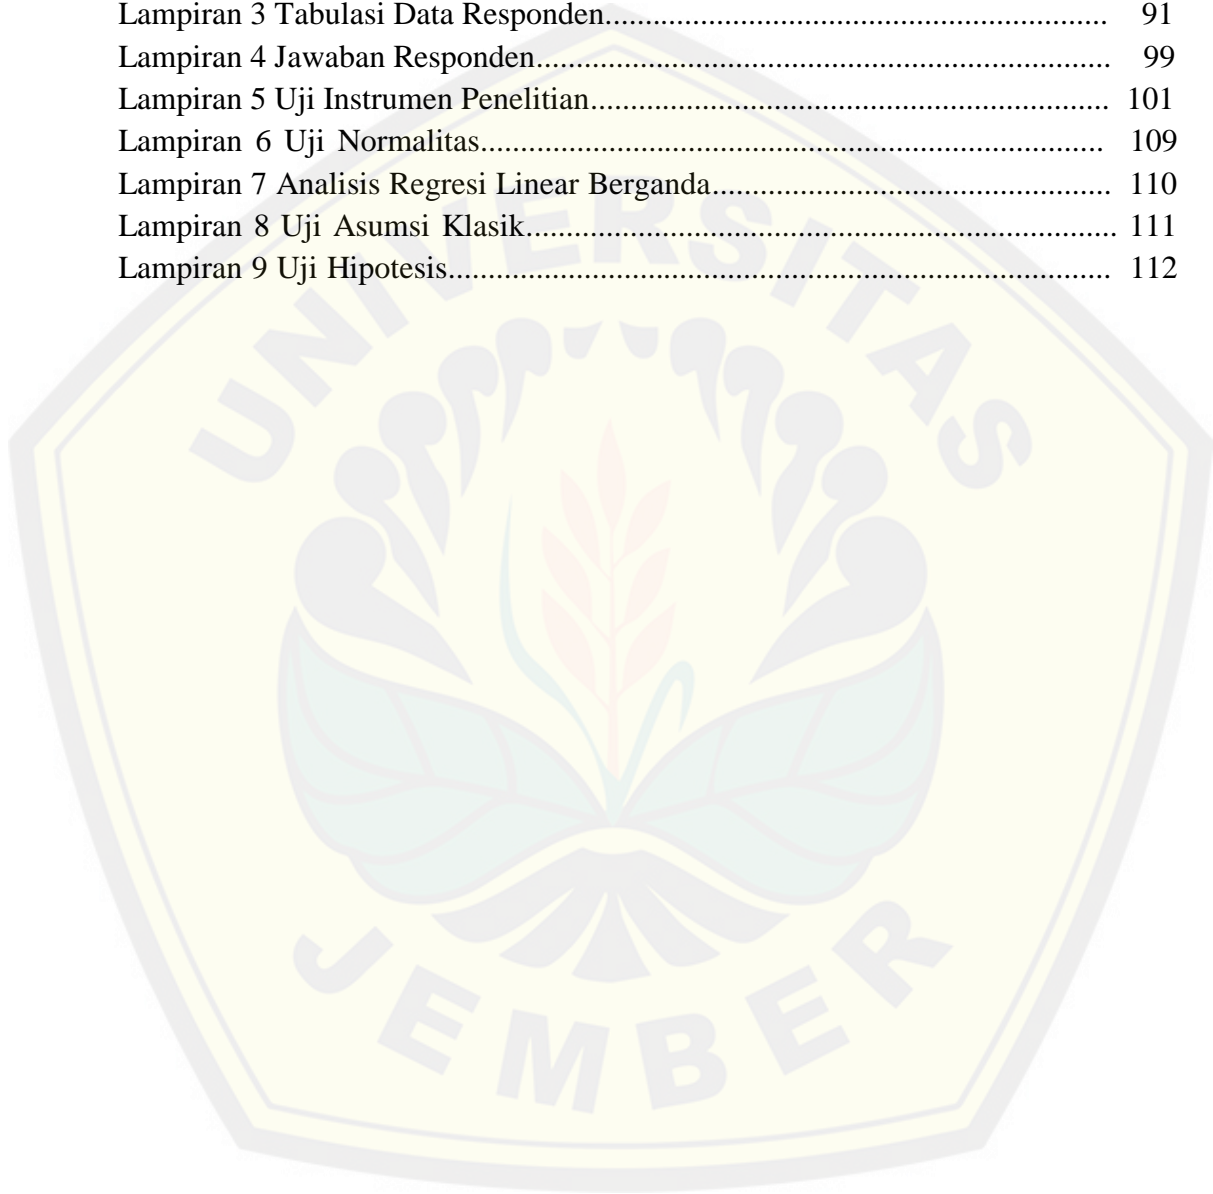 Lampiran 3 Tabulasi Data Responden............................................................... 91
Lampiran 4 Jawaban Responden........................................................................ 99
Lampiran 5 Uji Instrumen Penelitian................................................................. 101
Lampiran 6 Uji Normalitas.............................................................................. 109
Lampiran 7 Analisis Regresi Linear Berganda.................................................. 110
Lampiran 8 Uji Asumsi Klasik.......................................................................... 111
Lampiran 9 Uji Hipotesis................................................................................... 112
UNIVERSITAS
JEMBER